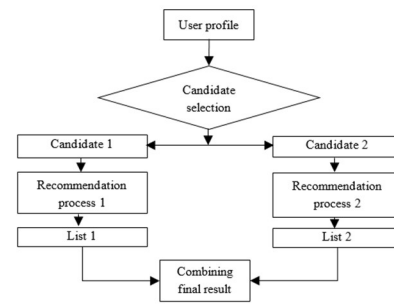 User profile
Candidate
selection
Candidate 1
Candidate 2
Recommendation
process 1
Recommendation
process 2
List 1
List 2
Combining
final result